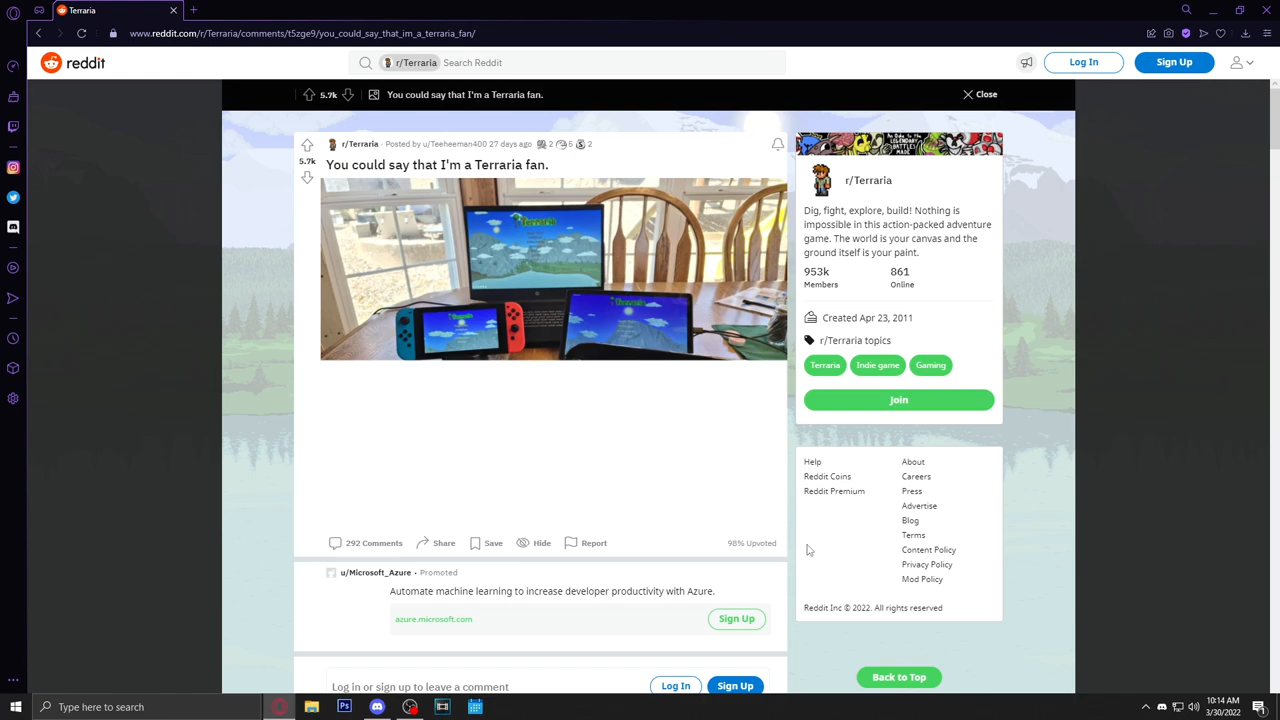 Terraria
www.reddit.com/r/Terraria/comments/t5zge9/you_could_say_that_im_a_terraria_fan/
reddit
r/Terraria Search Reddit
Log In
Sign Up
5.7k
You could say that I'm a Terraria fan.
Close
r/Terraria · Posted by u/Teeheeman400 27 days ago 2 5 2
5.7k
You could say that I'm a Terraria fan.
Terraria
Terraria
Terraria
292 Comments
Share
Save
Hide
Report
98% Upvoted
u/Microsoft_Azure · Promoted
Automate machine learning to increase developer productivity with Azure.
azure.microsoft.com
Sign Up
Log in or sign up to leave a comment
Log In
Sign Up
r/Terraria
Dig, fight, explore, build! Nothing is
impossible in this action-packed adventure
game. The world is your canvas and the
ground itself is your paint.
953k
Members
861
Online
Created Apr 23, 2011
r/Terraria topics
Terraria
Indie game
Gaming
Join
Help
Reddit Coins
Reddit Premium
About
Careers
Press
Advertise
Blog
Terms
Content Policy
Privacy Policy
Mod Policy
Reddit Inc © 2022. All rights reserved
Back to Top
Type here to search
Ps
10:14 AM
3/30/2022
1